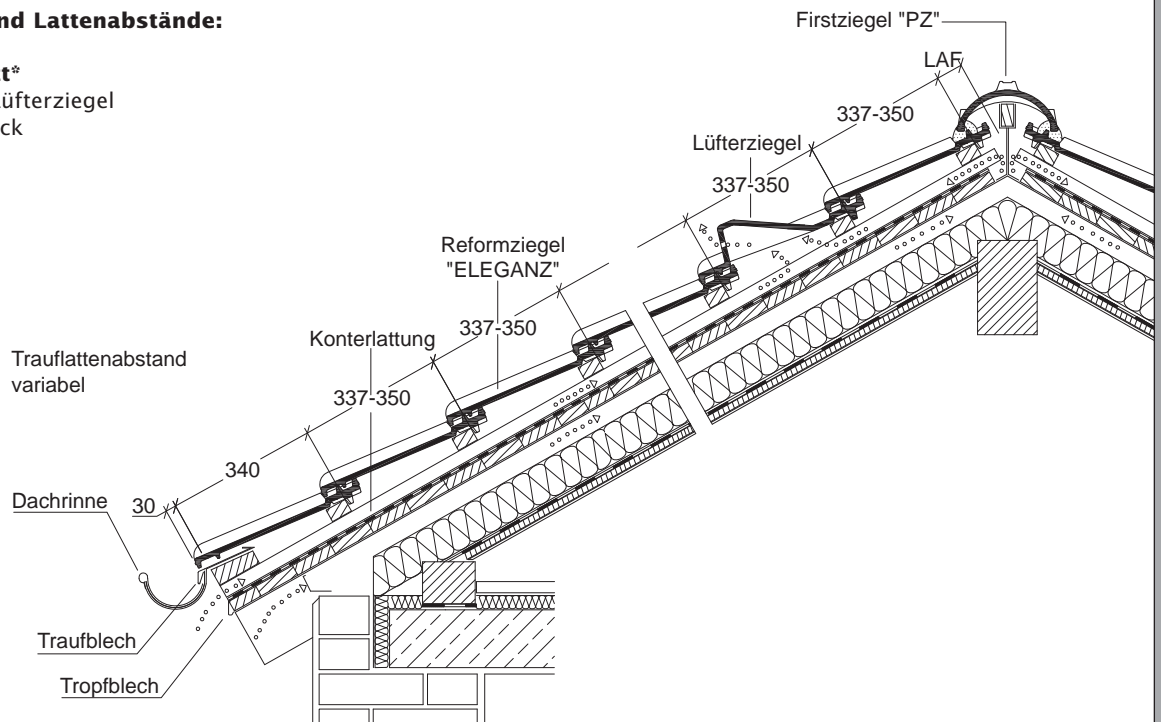 nd Lattenabstände:
t*
üfterziegel
ck
Firstziegel "PZ"
LAF
337-350
Lüfterziegel
337-350
Reformziegel
"ELEGANZ"
337-350
Konterlattung
337-350
Trauflattenabstand
variabel
340
Dachrinne
30
Traufblech
Tropfblech